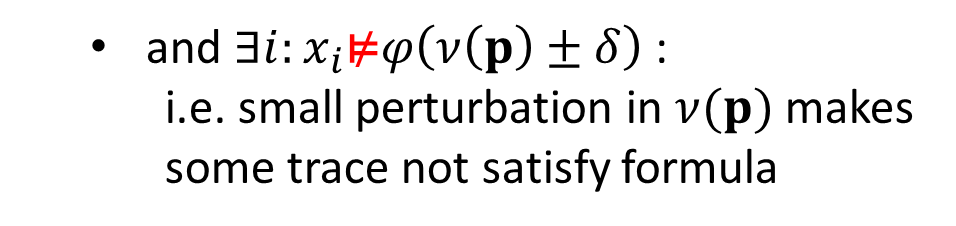 • and ∃𝑖: 𝑥ᵢ⊭𝜑(𝜈(𝐩) ± 𝛿) :
i.e. small perturbation in 𝜈(𝐩) makes
some trace not satisfy formula